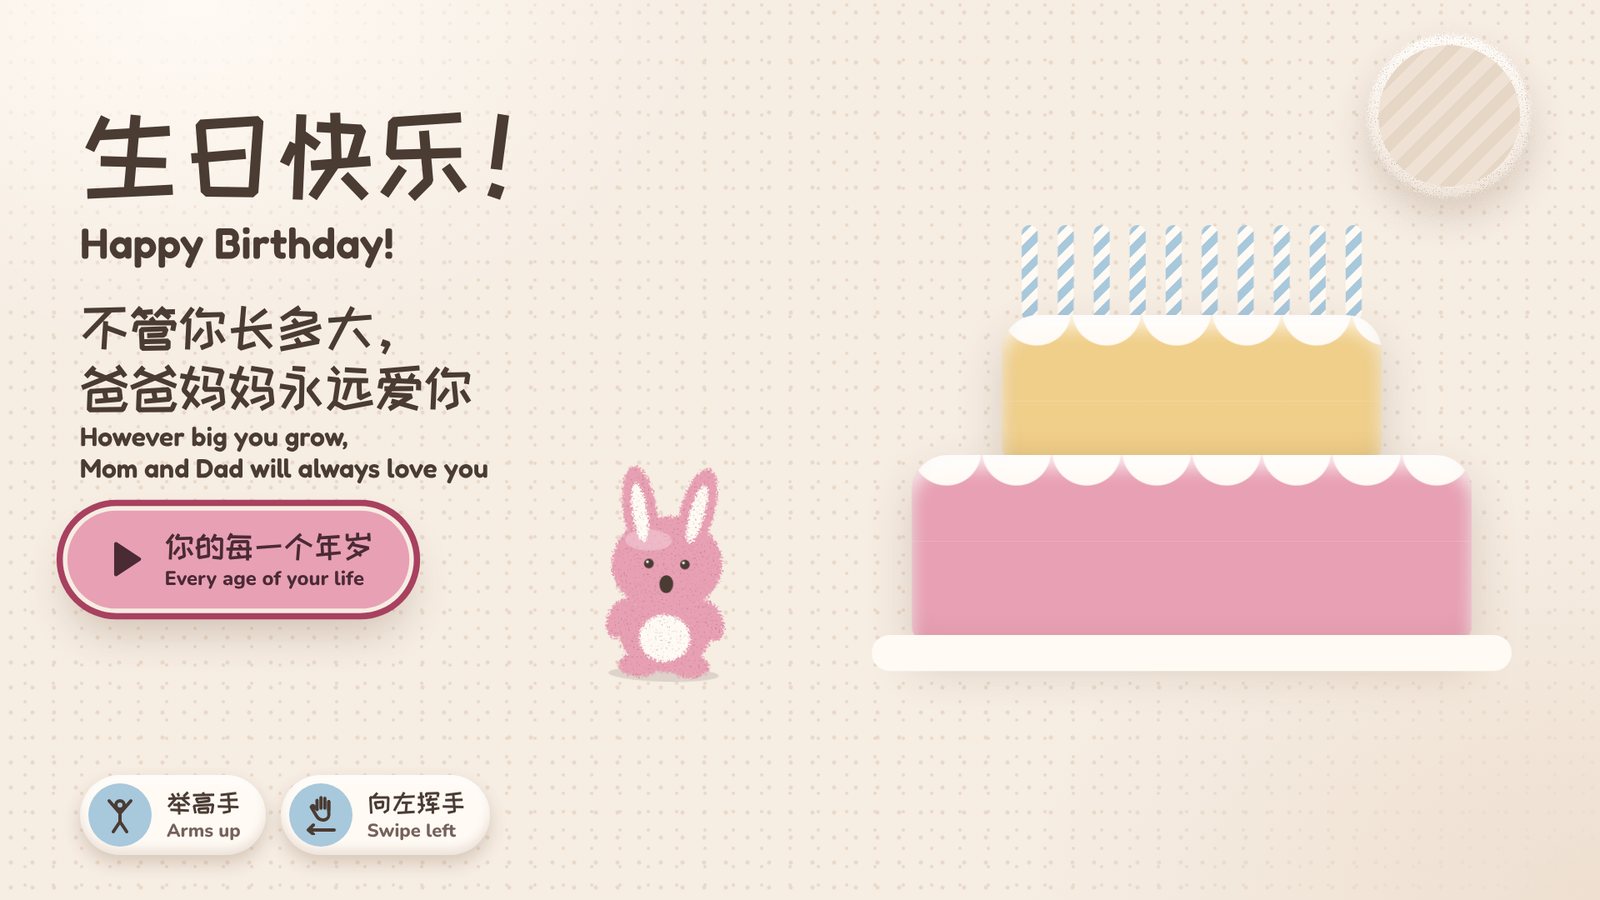 生日快乐！
Happy Birthday!
不管你长多大，
爸爸妈妈永远爱你
However big you grow,
Mom and Dad will always love you
你的每一个年岁
Every age of your life
举高手
Arms up
向左挥手
Swipe left